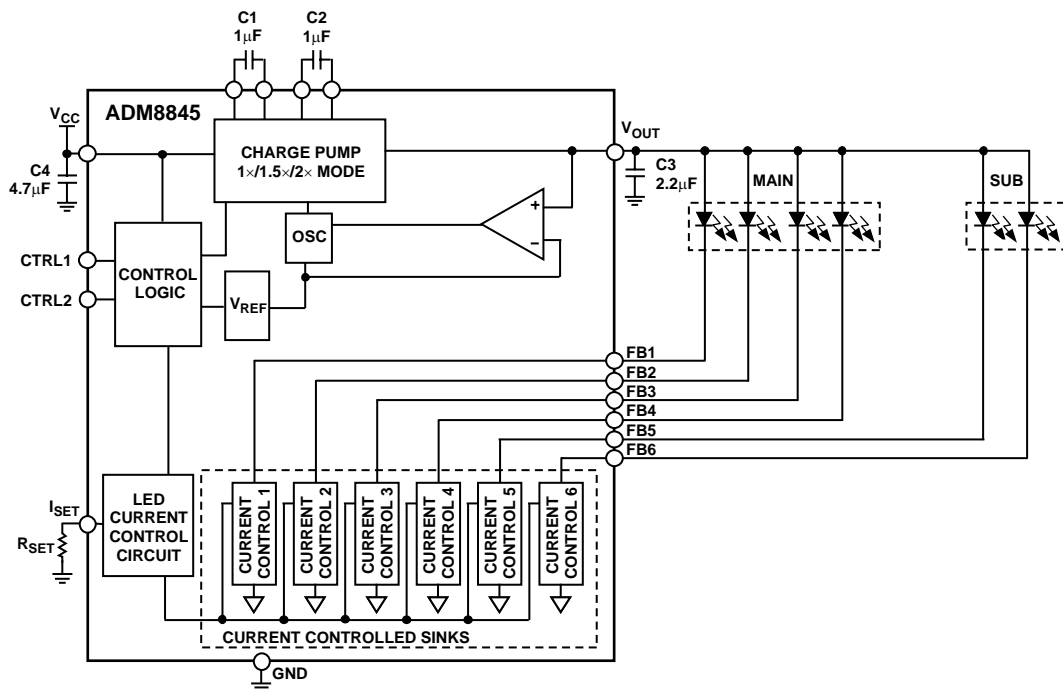 C1
1μF
C2
1μF
ADM8845
VCC
C4
4.7μF
CHARGE PUMP
1×/1.5×/2× MODE
VOUT
C3
2.2μF
MAIN
SUB
OSC
+
–
CTRL1
CTRL2
CONTROL
LOGIC
VREF
FB1
FB2
FB3
FB4
FB5
FB6
ISET
RSET
LED
CURRENT
CONTROL
CIRCUIT
CURRENT
CONTROL 1
CURRENT
CONTROL 2
CURRENT
CONTROL 3
CURRENT
CONTROL 4
CURRENT
CONTROL 5
CURRENT
CONTROL 6
CURRENT CONTROLLED SINKS
GND